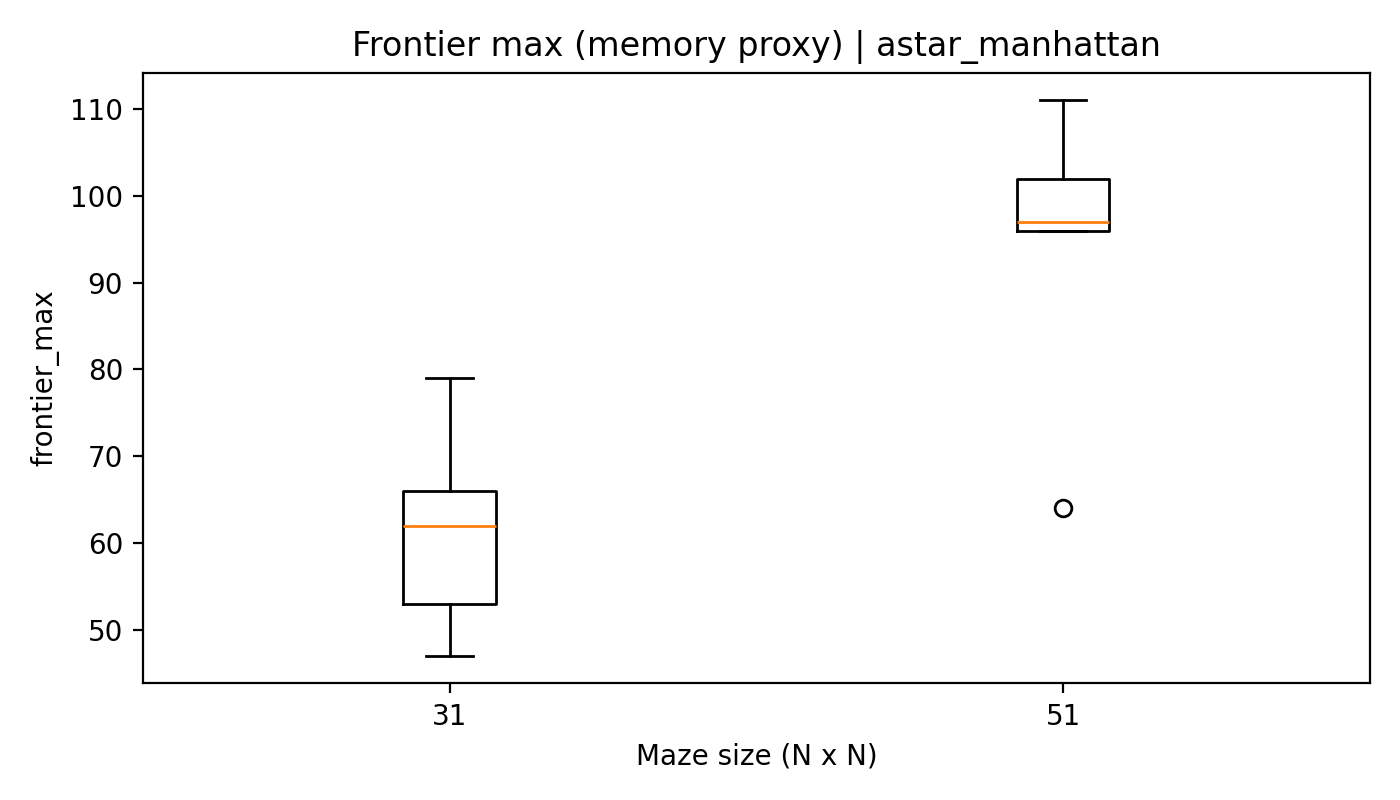 Frontier max (memory proxy) | astar_manhattan
frontier_max
110
100
90
80
70
60
50
31 51
Maze size (N x N)